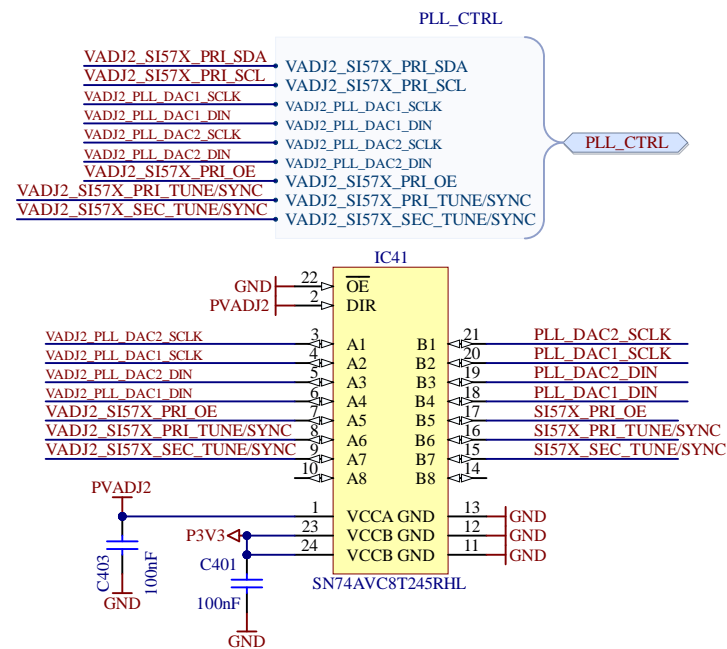 PLL_CTRL
VADJ2_SI57X_PRI_SDA VADJ2_SI57X_PRI_SDA
VADJ2_SI57X_PRI_SCL VADJ2_SI57X_PRI_SCL
VADJ2_PLL_DAC1_SCLK VADJ2_PLL_DAC1_SCLK
VADJ2_PLL_DAC1_DIN VADJ2_PLL_DAC1_DIN
VADJ2_PLL_DAC2_SCLK VADJ2_PLL_DAC2_SCLK PLL_CTRL
VADJ2_PLL_DAC2_DIN VADJ2_PLL_DAC2_DIN
VADJ2_SI57X_PRI_OE VADJ2_SI57X_PRI_OE
VADJ2_SI57X_PRI_TUNE/SYNC VADJ2_SI57X_PRI_TUNE/SYNC
VADJ2_SI57X_SEC_TUNE/SYNC VADJ2_SI57X_SEC_TUNE/SYNC
IC41
GND 22 OE
PVADJ2 2 DIR
VADJ2_PLL_DAC2_SCLK 3 A1 B1 21 PLL_DAC2_SCLK
VADJ2_PLL_DAC1_SCLK 4 A2 B2 20 PLL_DAC1_SCLK
VADJ2_PLL_DAC2_DIN 5 A3 B3 19 PLL_DAC2_DIN
VADJ2_PLL_DAC1_DIN 6 A4 B4 18 PLL_DAC1_DIN
VADJ2_SI57X_PRI_OE 7 A5 B5 17 SI57X_PRI_OE
VADJ2_SI57X_PRI_TUNE/SYNC 8 A6 B6 16 SI57X_PRI_TUNE/SYNC
VADJ2_SI57X_SEC_TUNE/SYNC 9 A7 B7 15 SI57X_SEC_TUNE/SYNC
10 A8 B8 14
PVADJ2
1 VCCA GND 13 GND
P3V3 23 VCCB GND 12 GND
24 VCCB GND 11 GND
C403 100nF
C401
100nF
GND
GND
SN74AVC8T245RHL